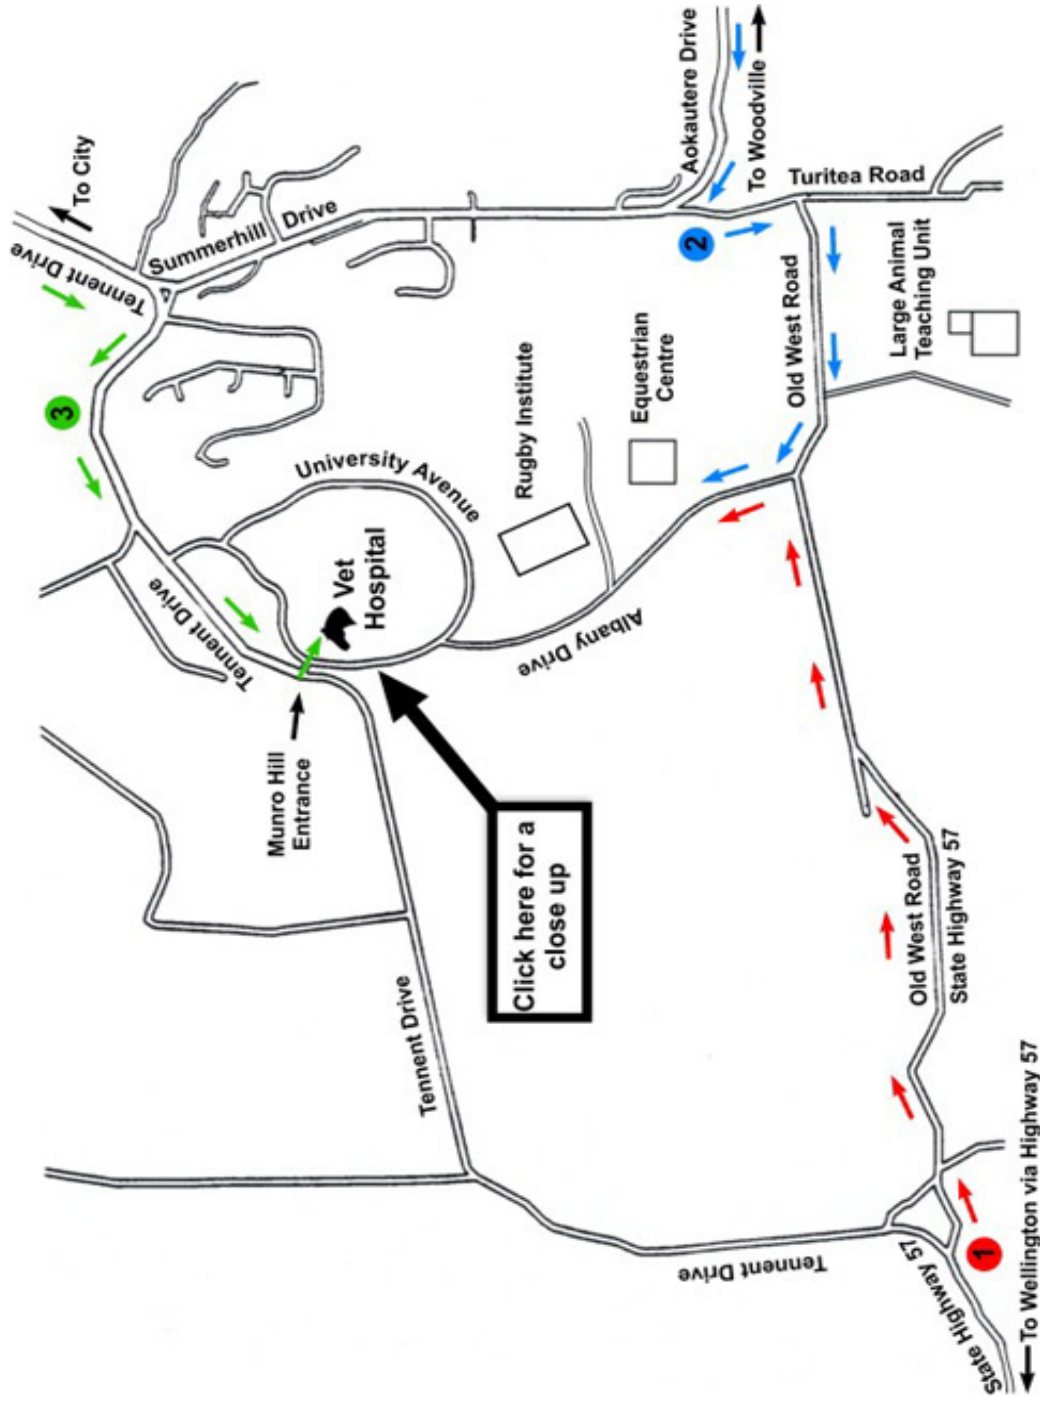 To City
Tennent Drive
Summerhill
Drive
Aokautere Drive
To Woodville
Turitea Road
2
3
Old West Road
Large Animal
Teaching Unit
Equestrian
Centre
Rugby Institute
University Avenue
Vet
Hospital
Tennent Drive
Tennent Drive
Albany Drive
Munro Hill
Entrance
Click here for a
close up
Old West Road
State Highway 57
Tennent Drive
Tennent Drive
State Highway 57
1
To Wellington via Highway 57